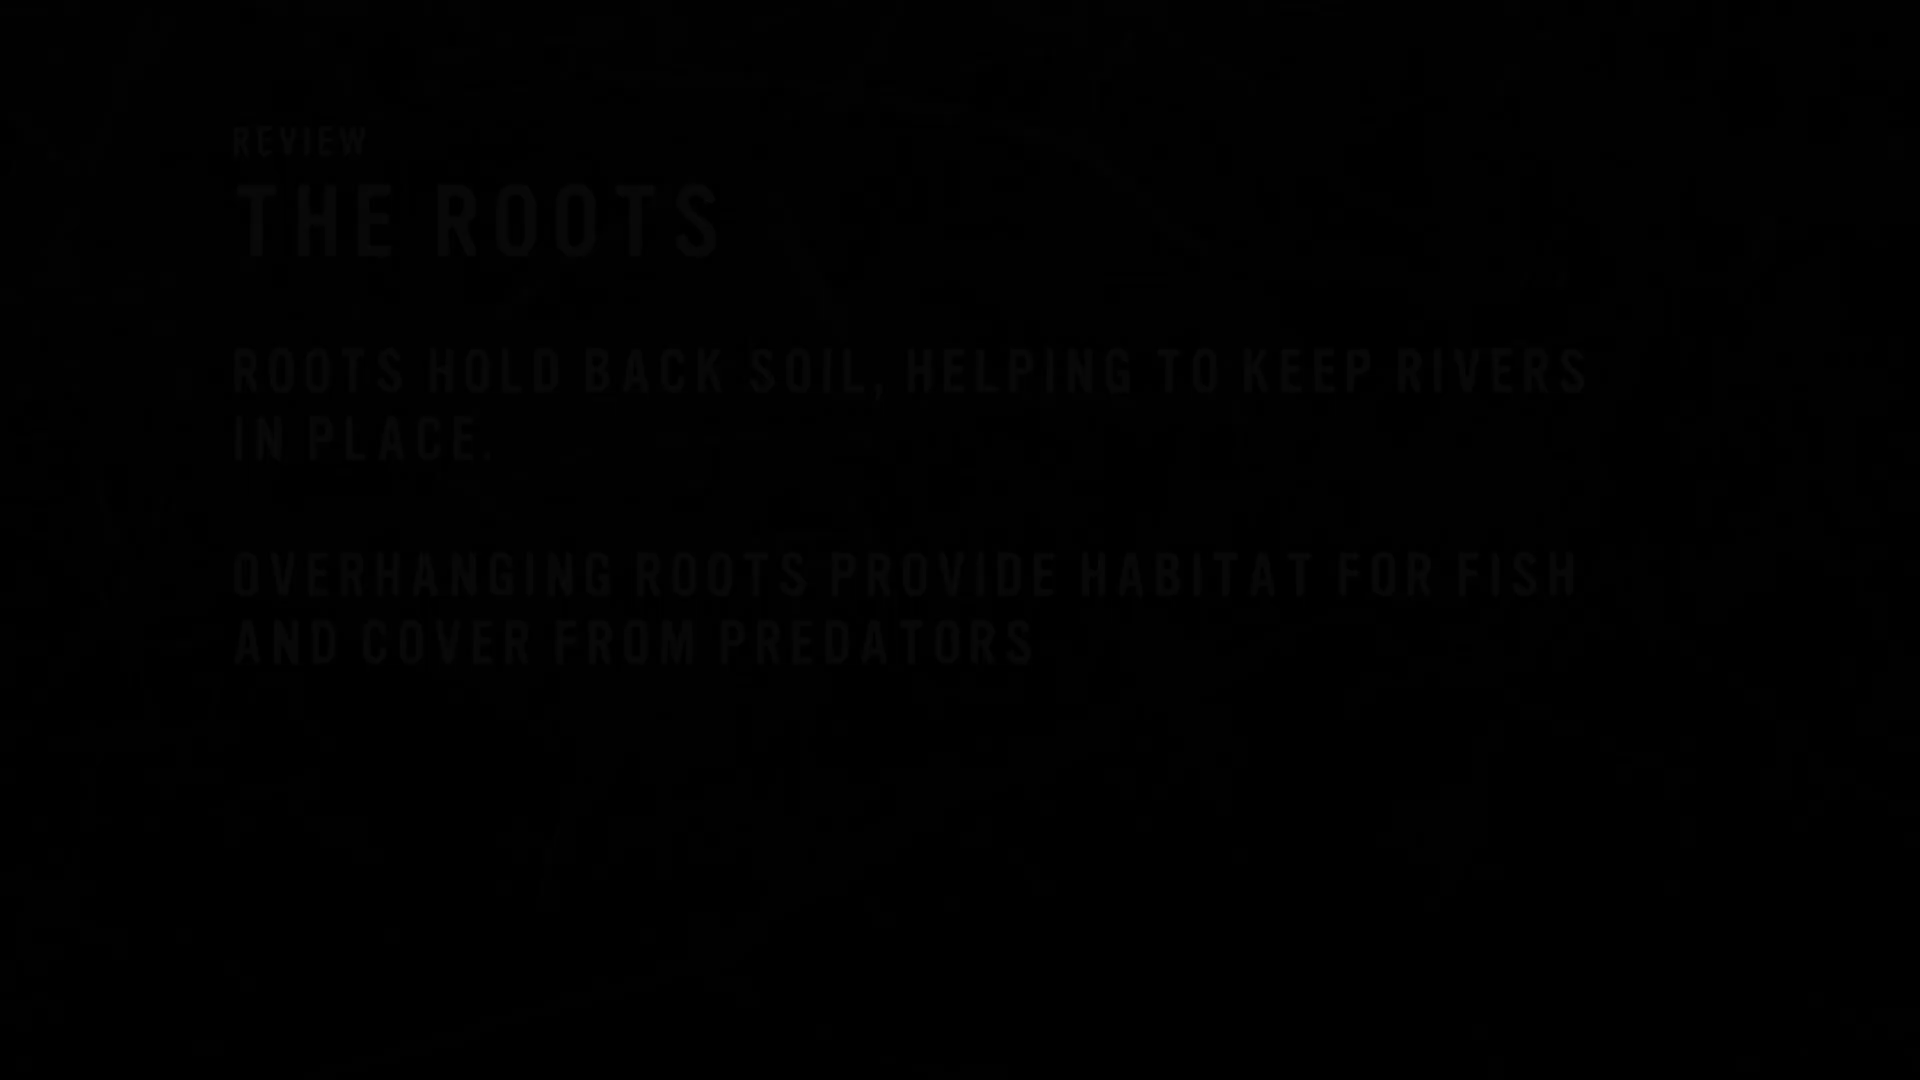 REVIEW
THE ROOTS
ROOTS HOLD BACK SOIL, HELPING TO KEEP RIVERS
IN PLACE.
OVERHANGING ROOTS PROVIDE HABITAT FOR FISH
AND COVER FROM PREDATORS